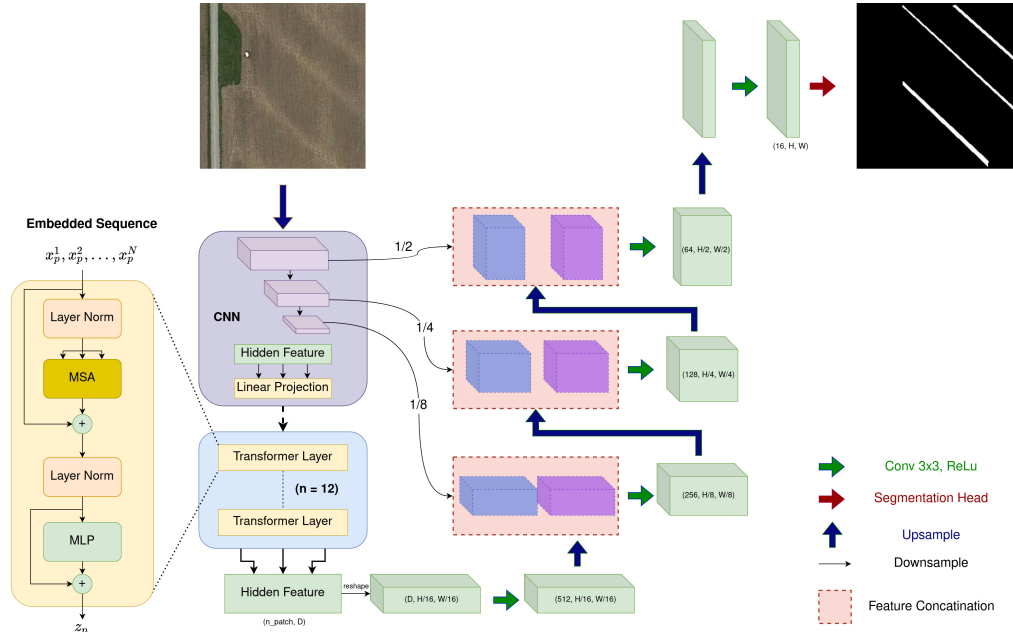 Embedded Sequence
x_p^1, x_p^2, . . . , x_p^N
Layer Norm
MSA
+
Layer Norm
MLP
+
z_n
CNN
Hidden Feature
Linear Projection
Transformer Layer
(n = 12)
Transformer Layer
Hidden Feature
(n_patch, D)
reshape
(D, H/16, W/16)
(512, H/16, W/16)
1/2
1/4
1/8
(256, H/8, W/8)
(128, H/4, W/4)
(64, H/2, W/2)
(16, H, W)
Conv 3x3, ReLu
Segmentation Head
Upsample
Downsample
Feature Concatination